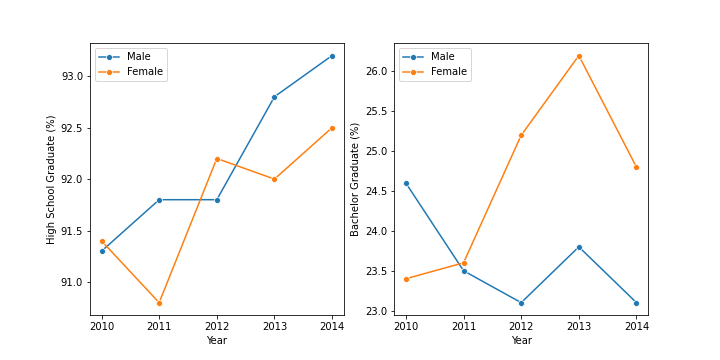 Male
Female
93.0
92.5
92.0
91.5
91.0
High School Graduate (%)
2010 2011 2012 2013 2014
Year
Male
Female
26.0
25.5
25.0
24.5
24.0
23.5
23.0
Bachelor Graduate (%)
2010 2011 2012 2013 2014
Year